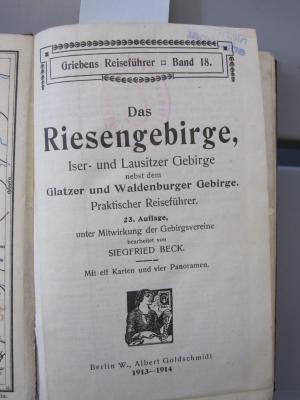 Griebens Reiseführer ¤ Band 18.
Das
Riesengebirge,
Iser- und Lausitzer Gebirge
nebst dem
Glatzer und Waldenburger Gebirge.
Praktischer Reiseführer.
23. Auflage,
unter Mitwirkung der Gebirgsvereine
bearbeitet von
SIEGFRIED BECK.
Mit elf Karten und vier Panoramen.
Berlin W., Albert Goldschmidt
1913—1914